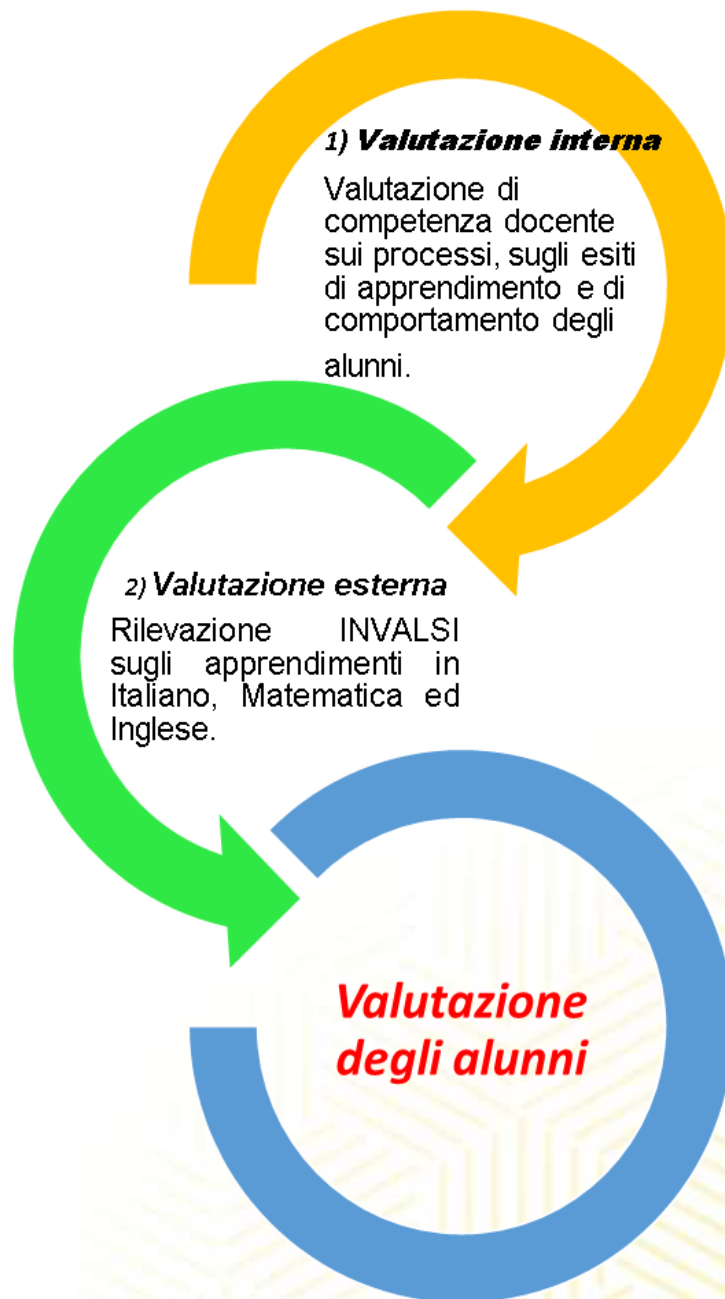 1) Valutazione interna
Valutazione di
competenza docente
sui processi, sugli esiti
di apprendimento e di
comportamento degli
alunni.
2) Valutazione esterna
Rilevazione INVALSI
sugli apprendimenti in
Italiano, Matematica ed
Inglese.
Valutazione
degli alunni